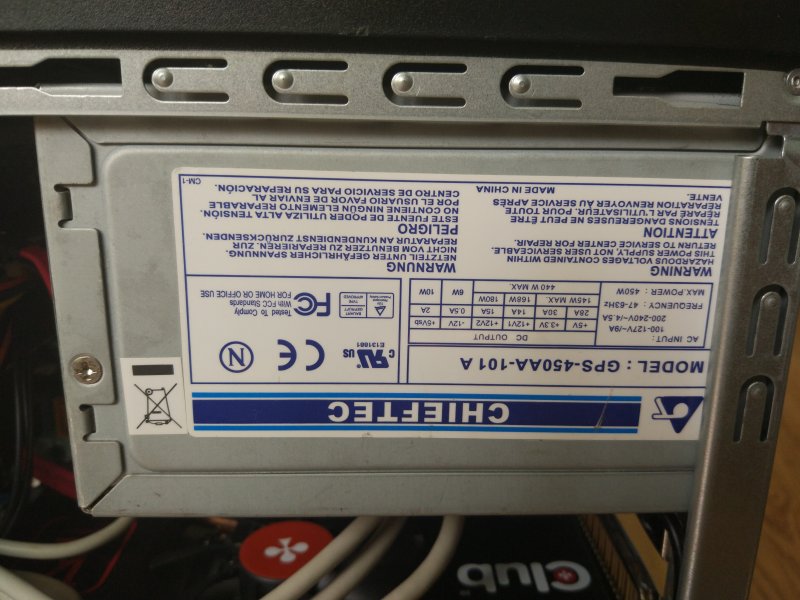 CHIEFTEC
MODEL : GPS-450AA-101 A
AC INPUT :
100-127V~/9A
200-240V~/4.5A
FREQUENCY : 47-63Hz
MAX POWER : 450W
DC OUTPUT
+5V +3.3V +12V1 +12V2 -12V +5Vsb
28A 30A 14A 15A 0.5A 2A
145W MAX. 168W 180W 6W 10W
440 W MAX.
C US
E131881
CE
N
FC
Tested To Comply
With FCC Standards
FOR HOME OR OFFICE USE
WARNING
HAZARDOUS VOLTAGES CONTAINED WITHIN
THIS POWER SUPPLY, NOT USER SERVICEABLE.
RETURN TO SERVICE CENTER FOR REPAIR.
ATTENTION
TENSIONS DANGEREUSES NE PEUT ÊTRE
REPARE PAR L'UTILISATEUR. POUR TOUTE
REPARATION RENVOYER AU SERVICE APRÈS
VENTE.
MADE IN CHINA
WARNUNG
NETZTEIL UNTER GEFÄHRLICHER SPANNUNG.
NICHT VOM BENUTZER ZU REPARIEREN. ZUR
REPARATUR AN KUNDENDIENST ZURÜCKSENDEN.
PELIGRO
ESTE FUENTE DE PODER UTILIZA ALTA TENSIÓN.
NO CONTIENE NINGÚN ELEMENTO REPARABLE
POR EL USUARIO FAVOR DE ENVIAR AL
CENTRO DE SERVICIO PARA SU REPARACIÓN.
CM-1
Club